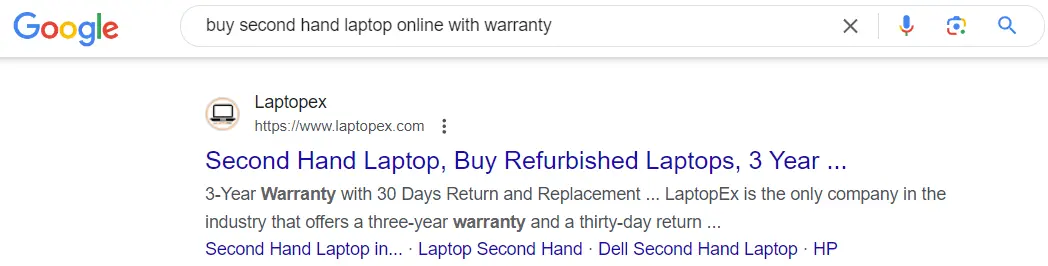 Google buy second hand laptop online with warranty
Laptopex
https://www.laptopex.com
Second Hand Laptop, Buy Refurbished Laptops, 3 Year ...
3-Year Warranty with 30 Days Return and Replacement ... LaptopEx is the only company in the
industry that offers a three-year warranty and a thirty-day return ...
Second Hand Laptop in... · Laptop Second Hand · Dell Second Hand Laptop · HP